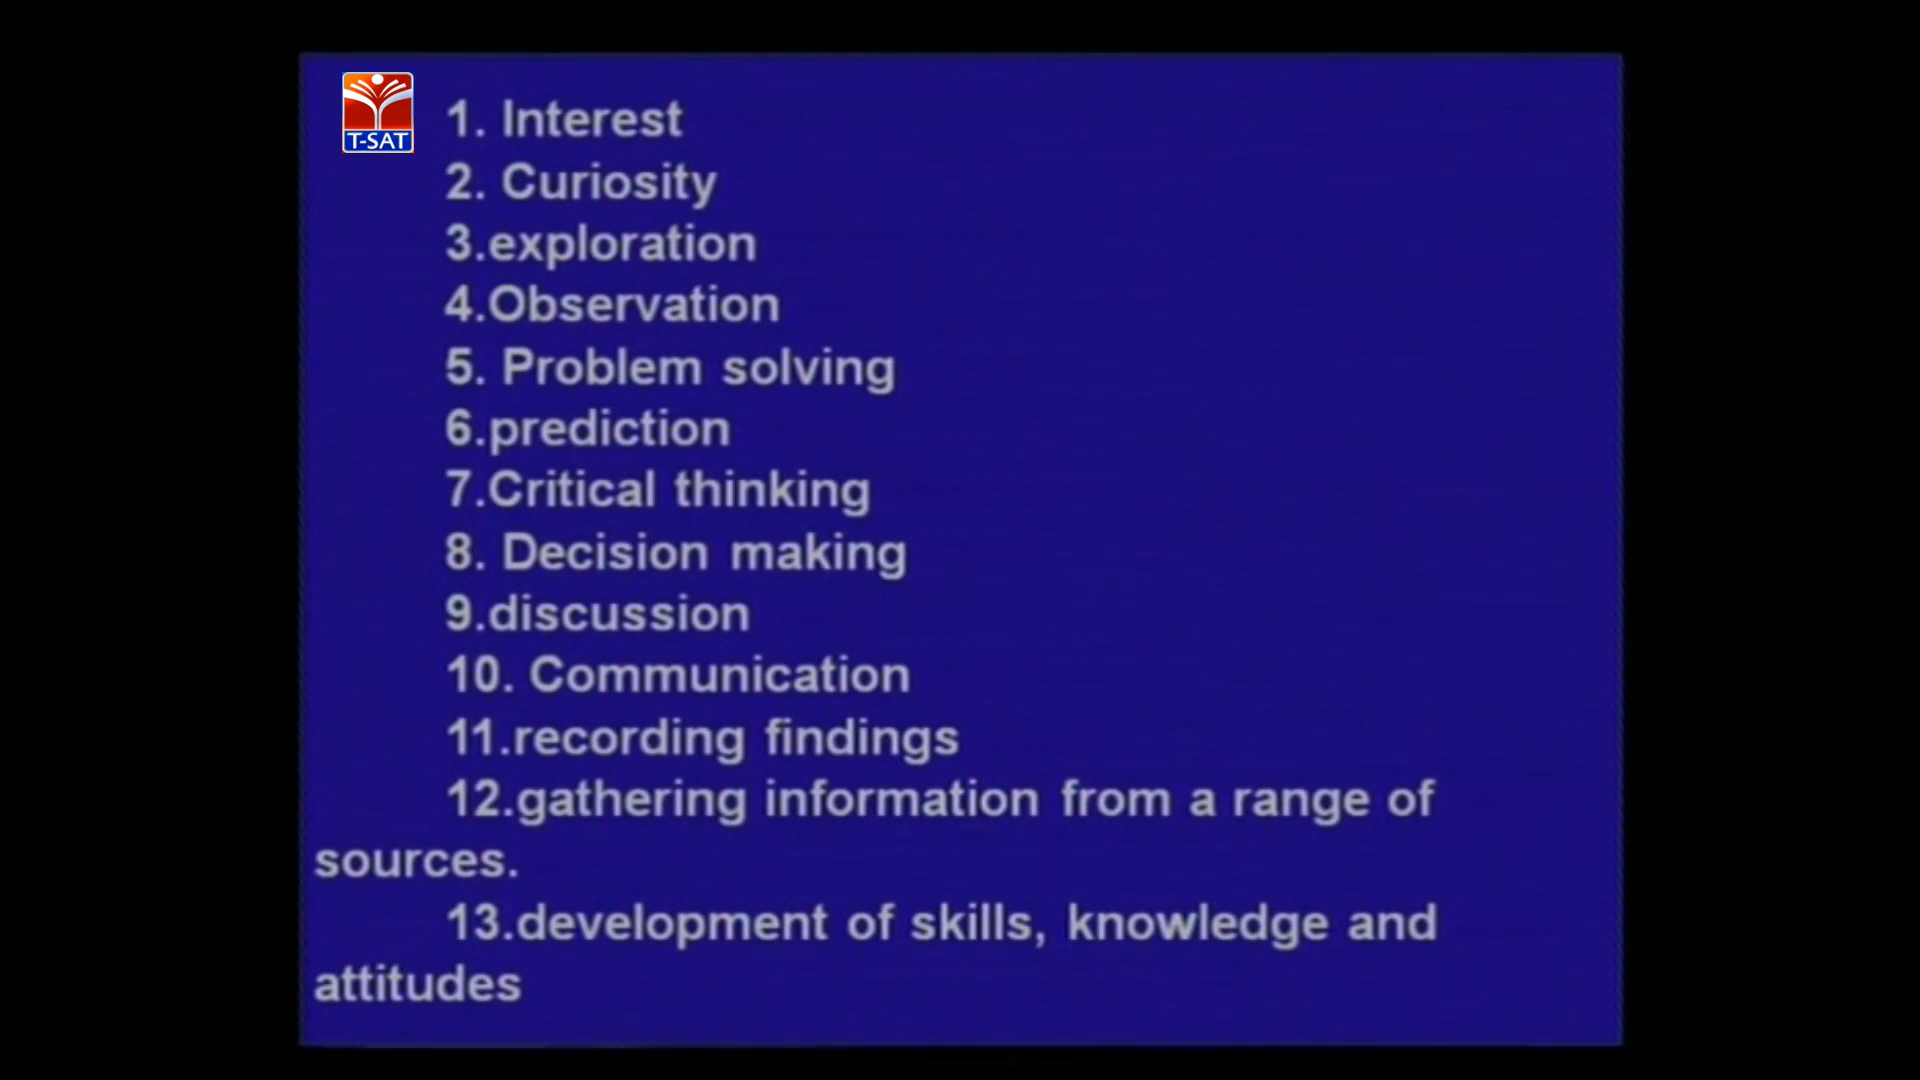 T-SAT
1. Interest
2. Curiosity
3.exploration
4.Observation
5. Problem solving
6.prediction
7.Critical thinking
8. Decision making
9.discussion
10. Communication
11.recording findings
12.gathering information from a range of
sources.
13.development of skills, knowledge and
attitudes